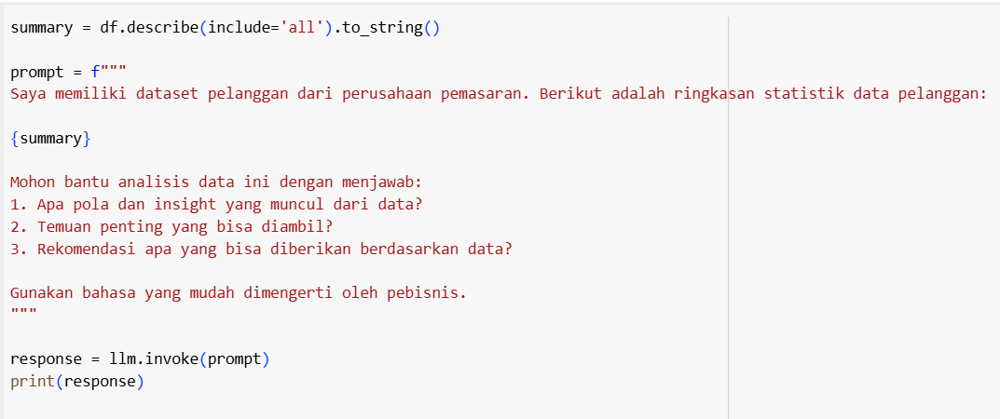 summary = df.describe(include='all').to_string()
prompt = f"""
Saya memiliki dataset pelanggan dari perusahaan pemasaran. Berikut adalah ringkasan statistik data pelanggan:
{summary}
Mohon bantu analisis data ini dengan menjawab:
1. Apa pola dan insight yang muncul dari data?
2. Temuan penting yang bisa diambil?
3. Rekomendasi apa yang bisa diberikan berdasarkan data?
Gunakan bahasa yang mudah dimengerti oleh pebisnis.
"""
response = llm.invoke(prompt)
print(response)